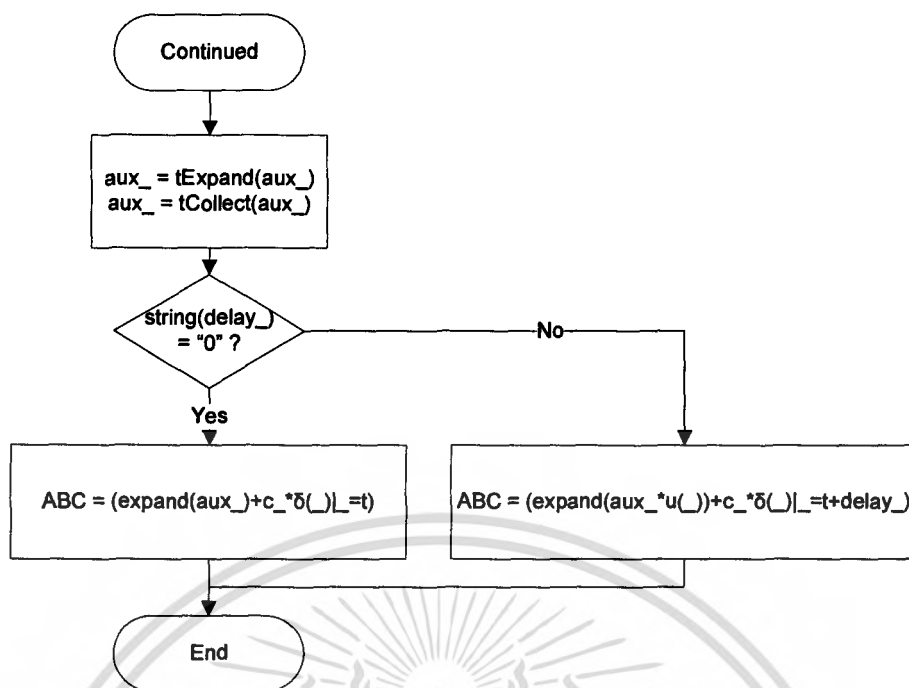 Continued
aux_ = tExpand(aux_)
aux_ = tCollect(aux_)
string(delay_)
= "0" ?
No
Yes
ABC = (expand(aux_)+c_*δ(_)|_=t)
ABC = (expand(aux_*u(_))+c_*δ(_)|_=t+delay_)
End